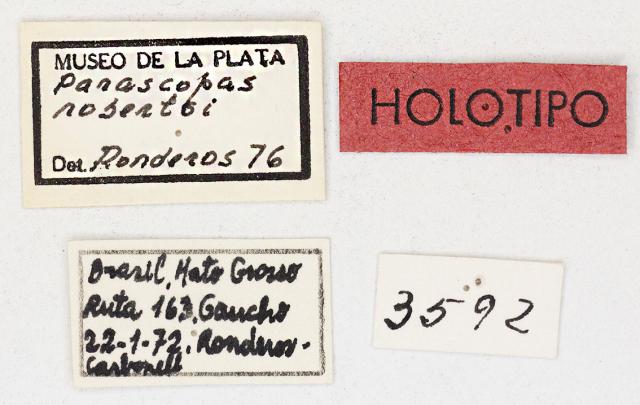 MUSEO DE LA PLATA
Parascopas
robertoi
Det. Ronderos 76
HOLOTIPO
Brasil, Mato Grosso
Ruta 163, Gaucho
22-1-72. Ronderos-
Carbonell
3592